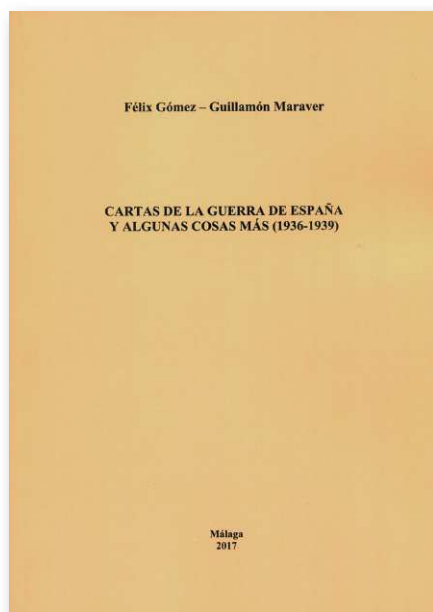 Félix Gómez – Guillamón Maraver
CARTAS DE LA GUERRA DE ESPAÑA
Y ALGUNAS COSAS MÁS (1936-1939)
Málaga
2017